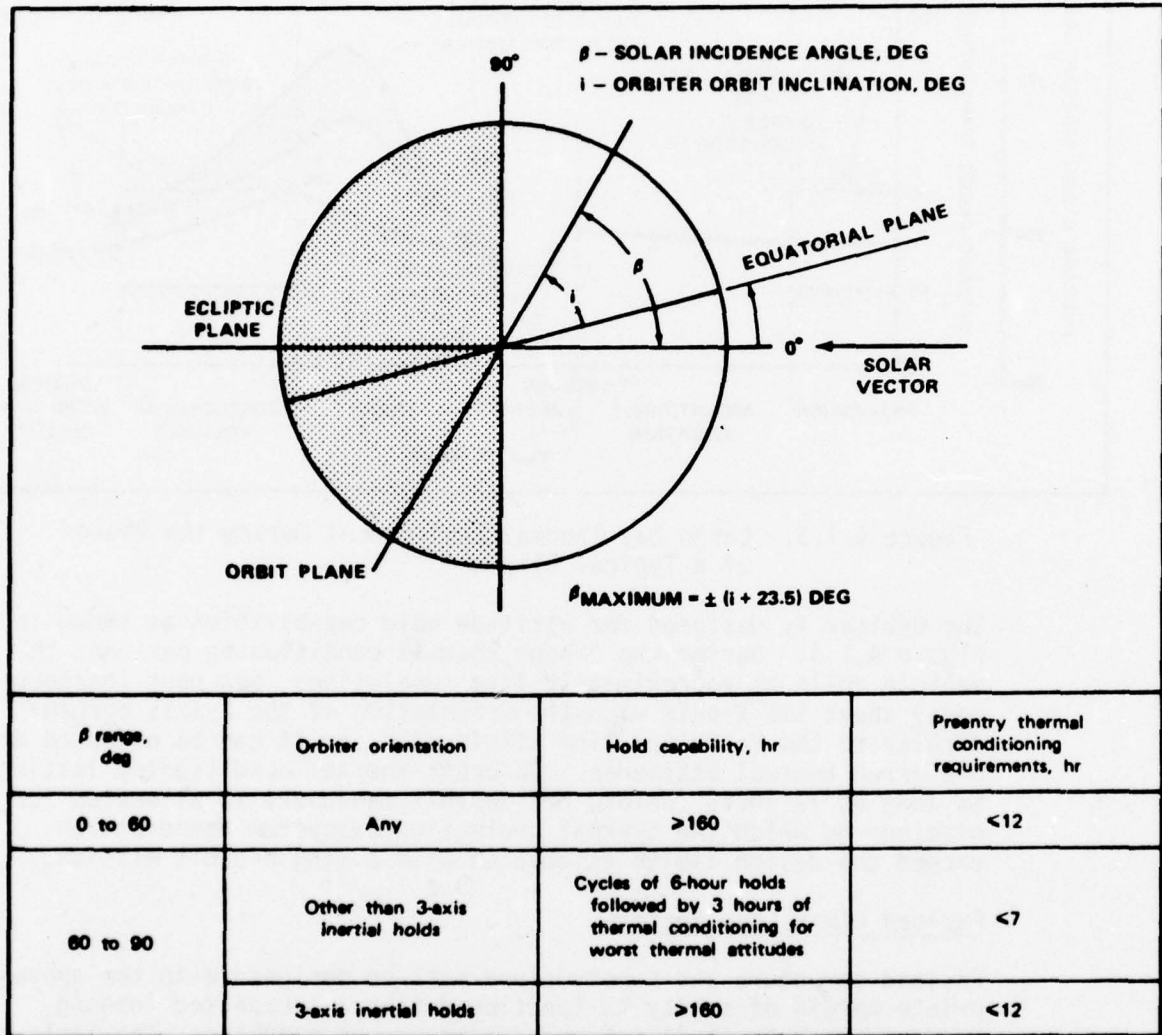 90°
β – SOLAR INCIDENCE ANGLE, DEG
i – ORBITER ORBIT INCLINATION, DEG
EQUATORIAL PLANE
β
i
ECLIPTIC
PLANE
0°
SOLAR
VECTOR
ORBIT PLANE
βMAXIMUM = ± (i + 23.5) DEG
β range, deg
Orbiter orientation
Hold capability, hr
Preentry thermal conditioning requirements, hr
0 to 60
Any
≥160
<12
60 to 90
Other than 3-axis inertial holds
Cycles of 6-hour holds
followed by 3 hours of
thermal conditioning for
worst thermal attitudes
<7
3-axis inertial holds
≥160
<12